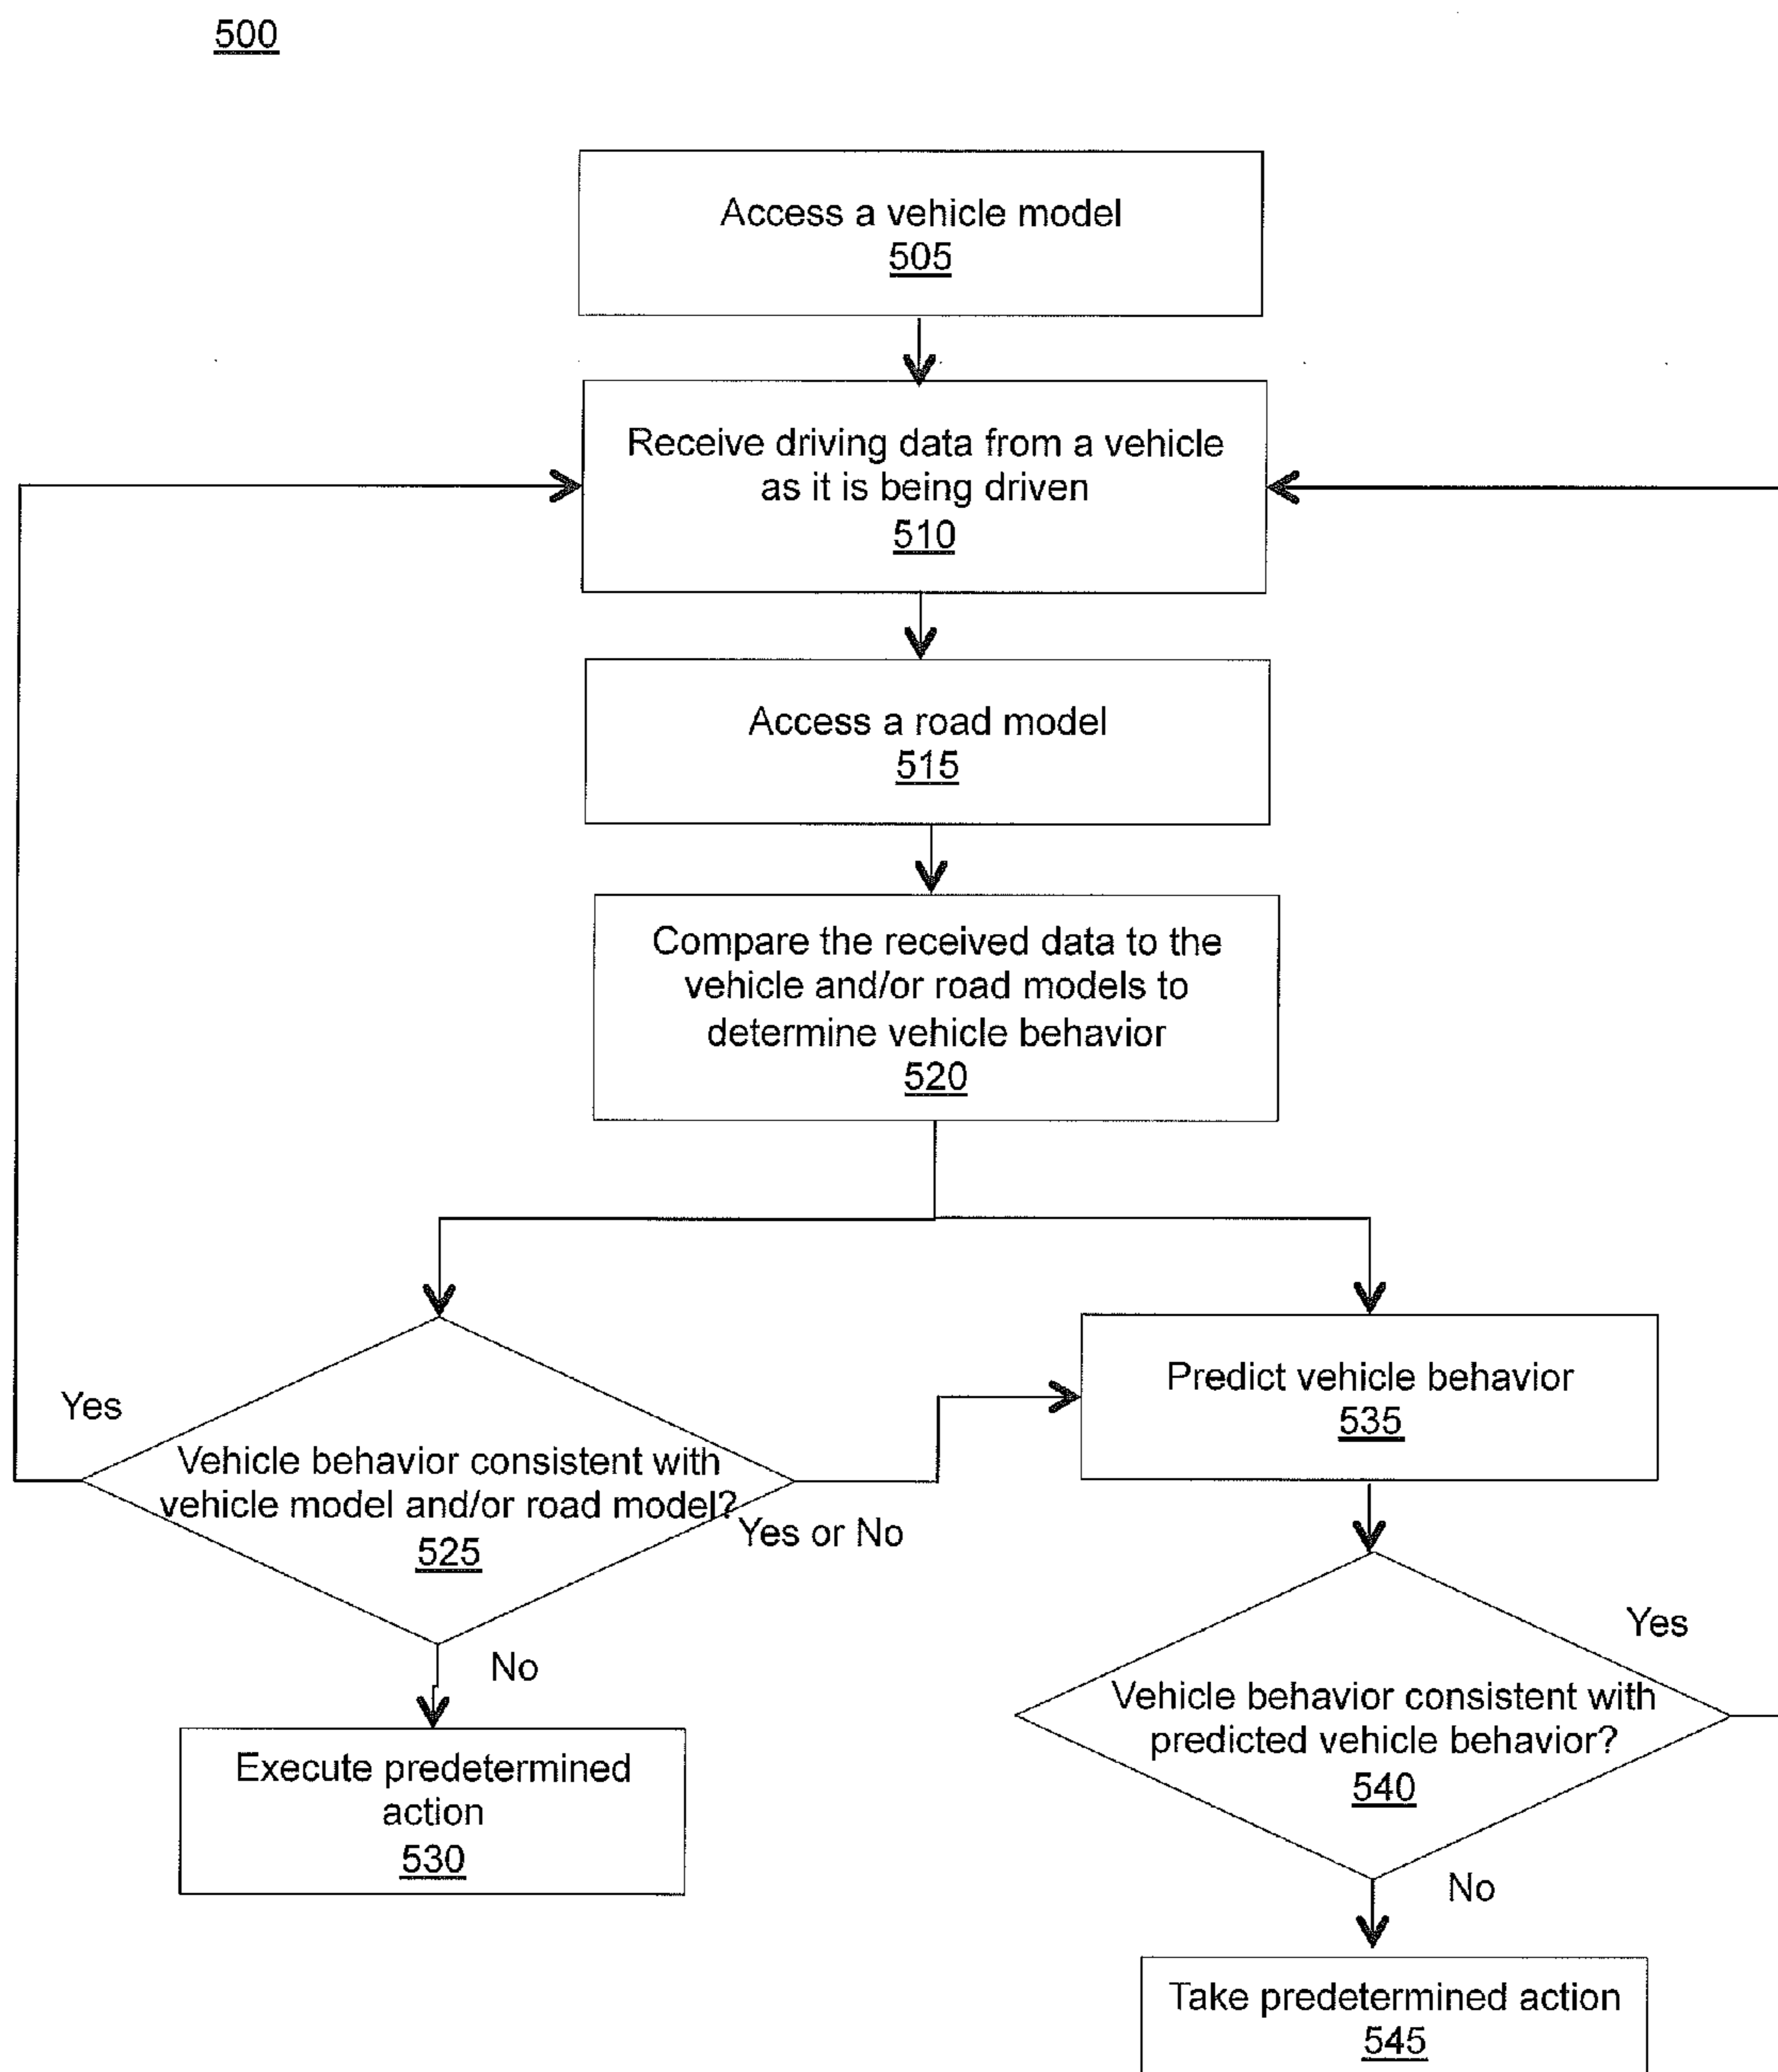 500
Access a vehicle model
505
Receive driving data from a vehicle
as it is being driven
510
Access a road model
515
Compare the received data to the
vehicle and/or road models to
determine vehicle behavior
520
Yes
Vehicle behavior consistent with
vehicle model and/or road model?
525
Yes or No
No
Execute predetermined
action
530
Predict vehicle behavior
535
Yes
Vehicle behavior consistent with
predicted vehicle behavior?
540
No
Take predetermined action
545